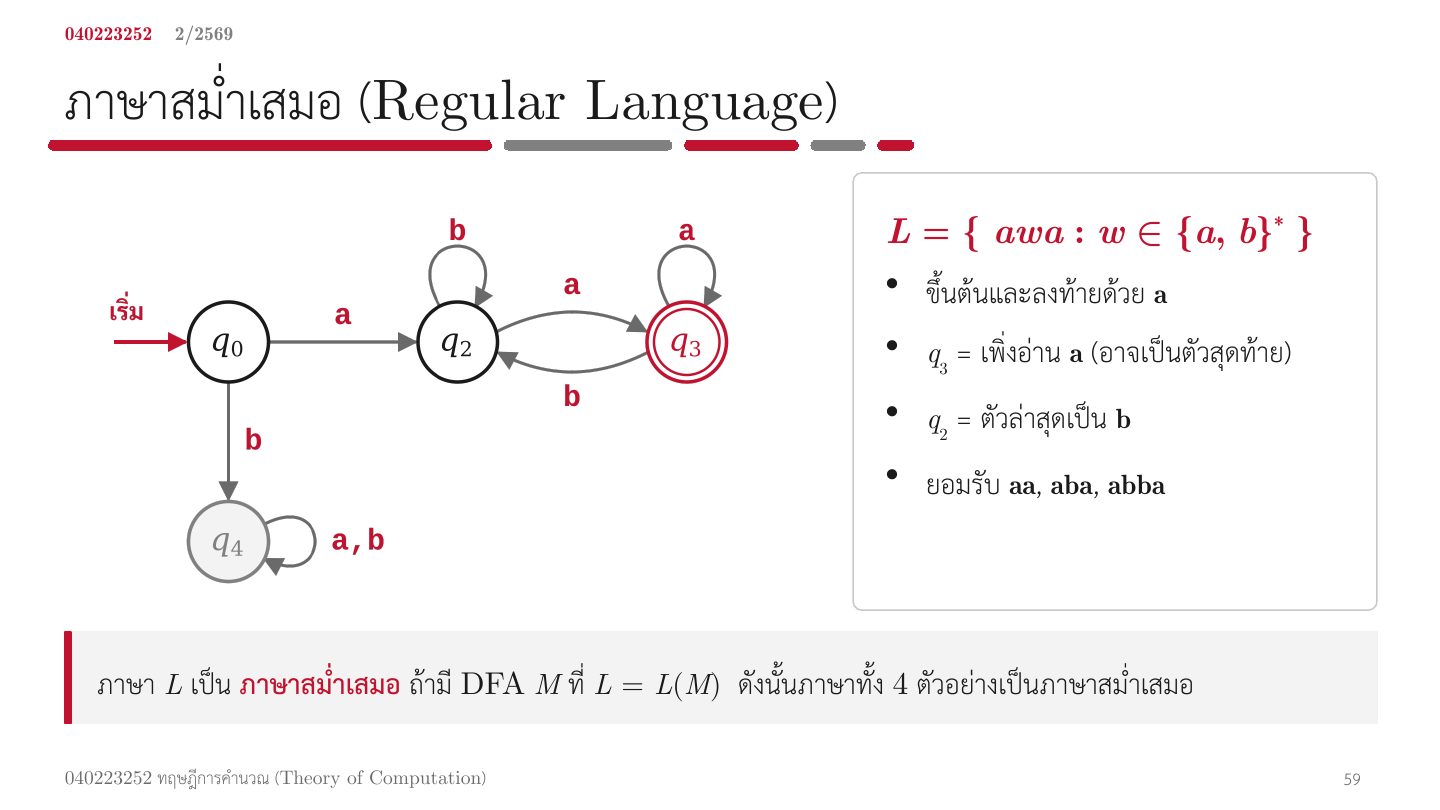 040223252 2/2569
ภาษาสม่ำเสมอ (Regular Language)
b
a
a
a
เริ่ม
q0
q2
q3
b
b
q4
a,b
L = { awa : w ∈ {a, b}* }
• ขึ้นต้นและลงท้ายด้วย a
• q3 = เพิ่งอ่าน a (อาจเป็นตัวสุดท้าย)
• q2 = ตัวล่าสุดเป็น b
• ยอมรับ aa, aba, abba
ภาษา L เป็น ภาษาสม่ำเสมอ ถ้ามี DFA M ที่ L = L(M) ดังนั้นภาษาทั้ง 4 ตัวอย่างเป็นภาษาสม่ำเสมอ
040223252 ทฤษฎีการคำนวณ (Theory of Computation)
59